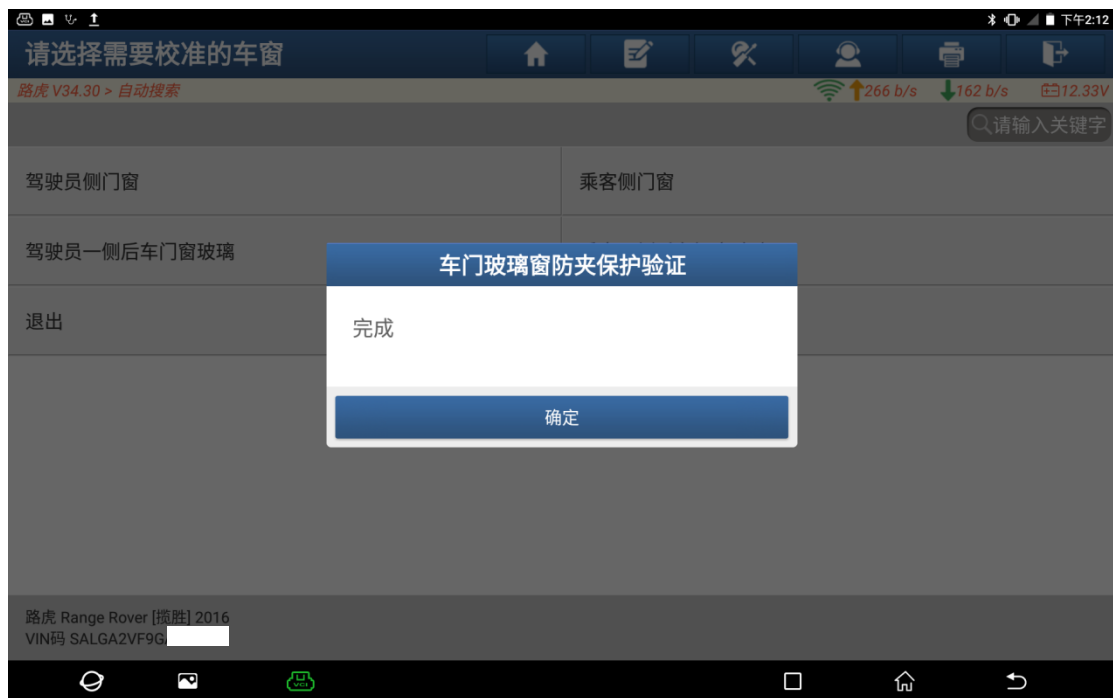 下午2:12
请选择需要校准的车窗
路虎 V34.30 > 自动搜索
266 b/s 162 b/s 12.33V
请输入关键字
驾驶员侧门窗 乘客侧门窗
驾驶员一侧后车门窗玻璃
车门玻璃窗防夹保护验证
退出
完成
确定
路虎 Range Rover [揽胜] 2016
VIN码 SALGA2VF9G
VCI